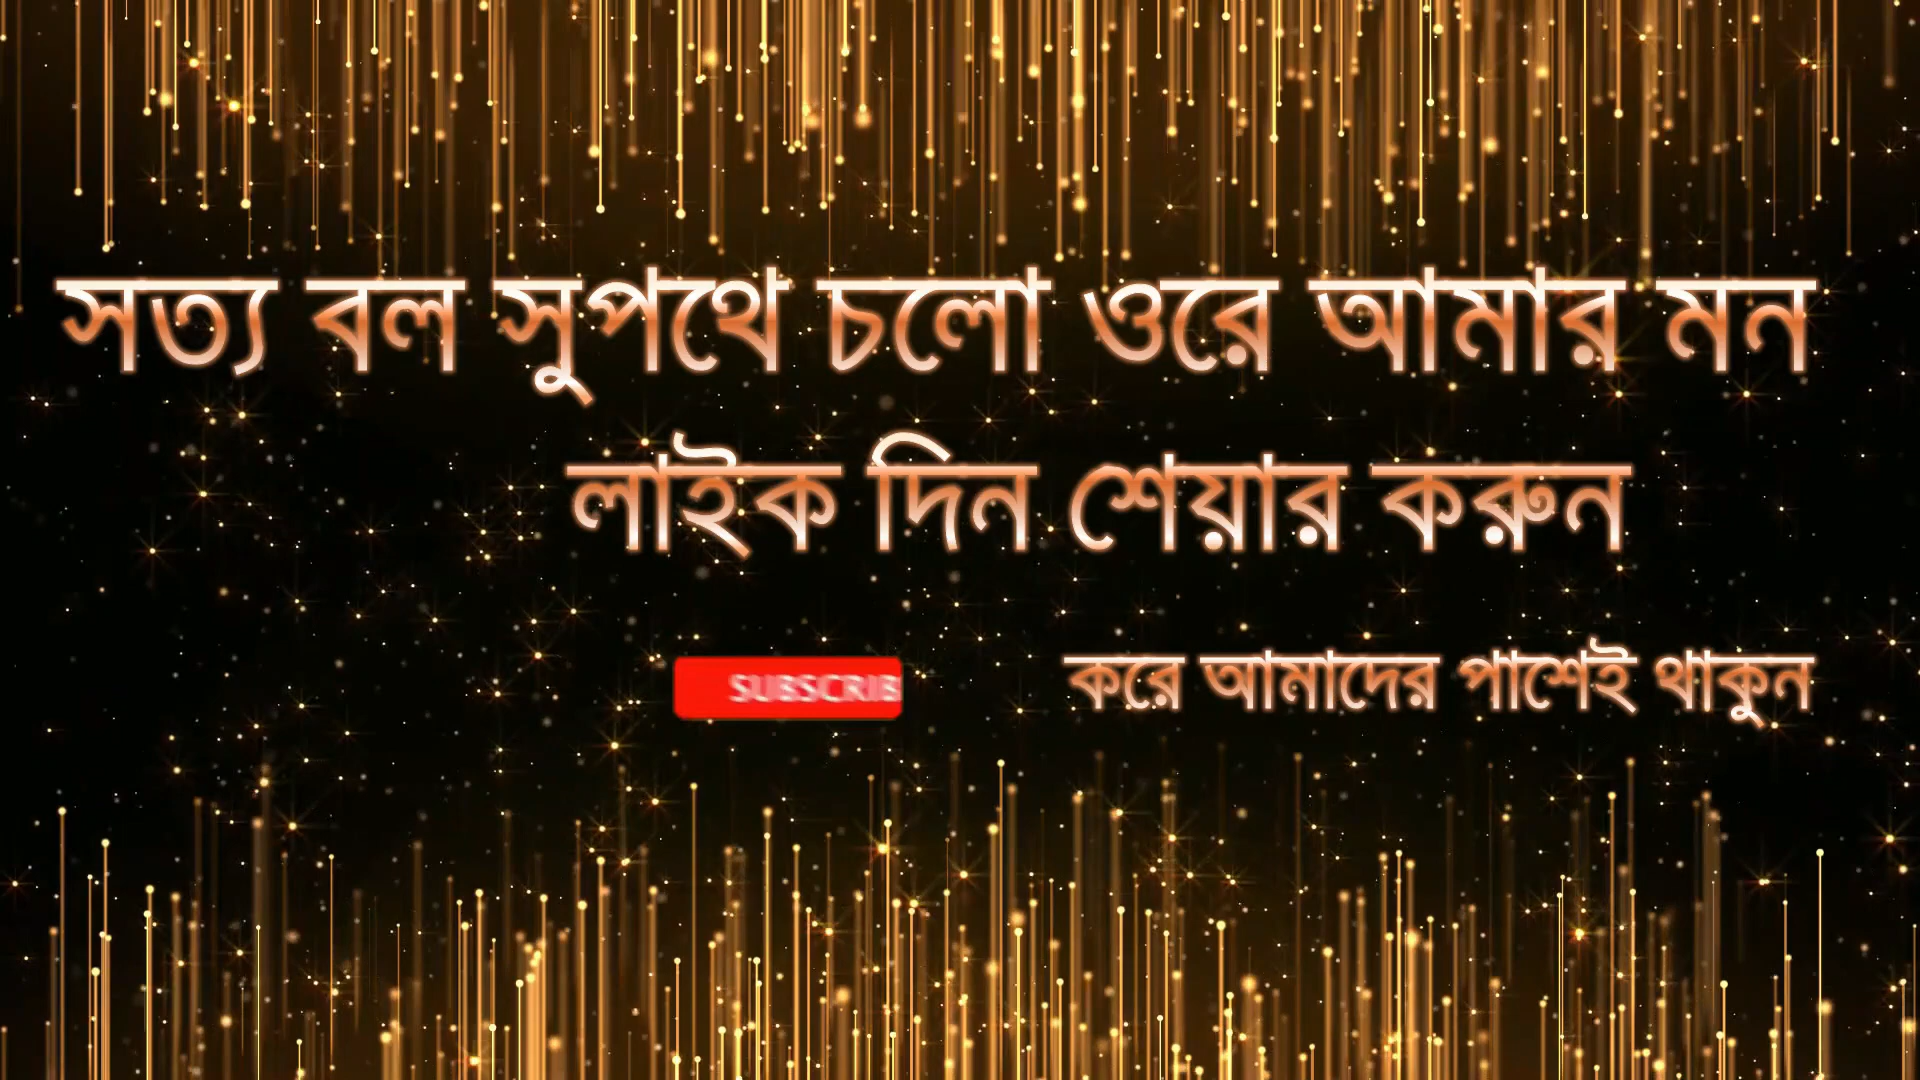 সত্য বল সুপথে চলো ওরে আমার মন
লাইক দিন শেয়ার করুন
SUBSCRIB করে আমাদের পাশেই থাকুন